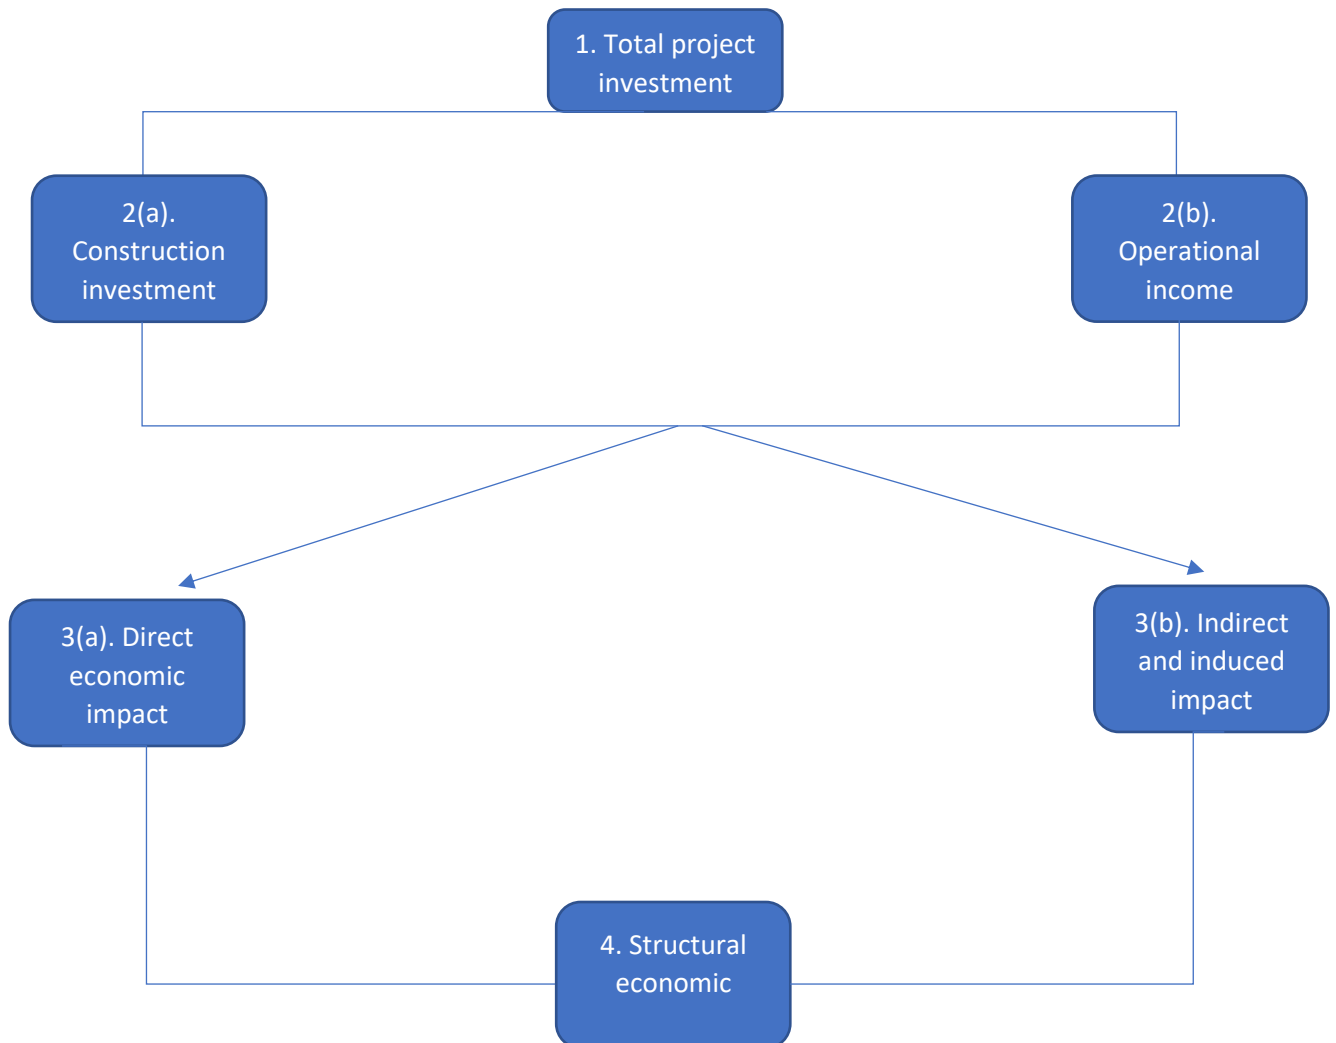 1. Total project
investment
2(a).
Construction
investment
2(b).
Operational
income
3(a). Direct
economic
impact
3(b). Indirect
and induced
impact
4. Structural
economic